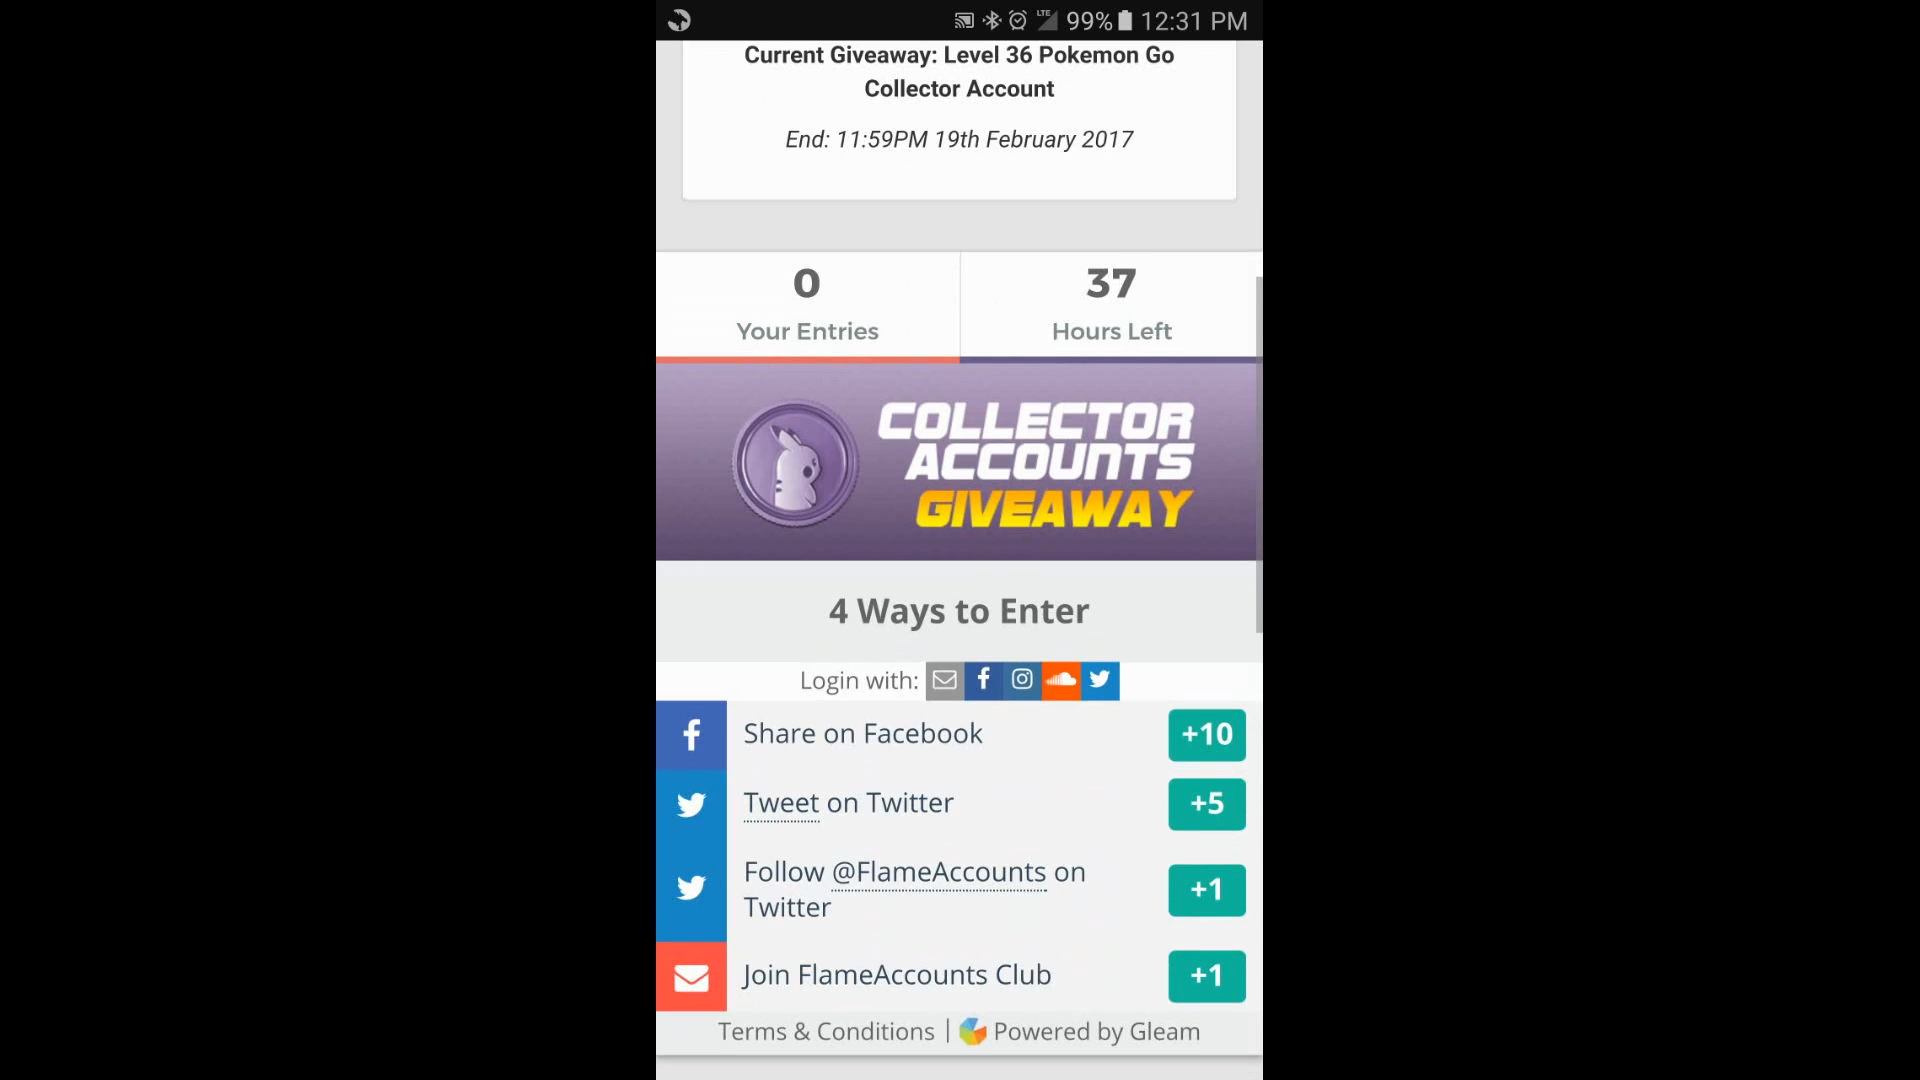 LTE 99% 12:31 PM
Current Giveaway: Level 36 Pokemon Go
Collector Account
End: 11:59PM 19th February 2017
0
Your Entries
37
Hours Left
COLLECTOR
ACCOUNTS
GIVEAWAY
4 Ways to Enter
Login with:
Share on Facebook +10
Tweet on Twitter +5
Follow @FlameAccounts on
Twitter
+1
Join FlameAccounts Club +1
Terms & Conditions | Powered by Gleam